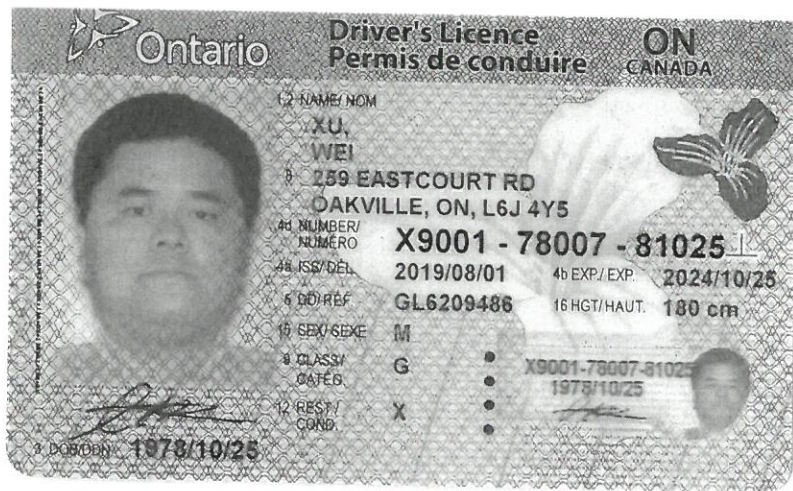 Ontario
Driver's Licence
Permis de conduire
ON
CANADA
1,2 NAME/ NOM
XU,
WEI
8 259 EASTCOURT RD
OAKVILLE, ON, L6J 4Y5
4d NUMBER/
NUMÉRO
X9001 - 78007 - 81025
4a ISS/DÉL. 2019/08/01 4b EXP./ EXP. 2024/10/25
5 DD/RÉF. GL6209486 16 HGT/ HAUT. 180 cm
15 SEX/ SEXE M
9 CLASS/
CATÉG. G
12 REST./
COND. X
X9001-78007-81025
1978/10/25
3 DOB/DDN 1978/10/25